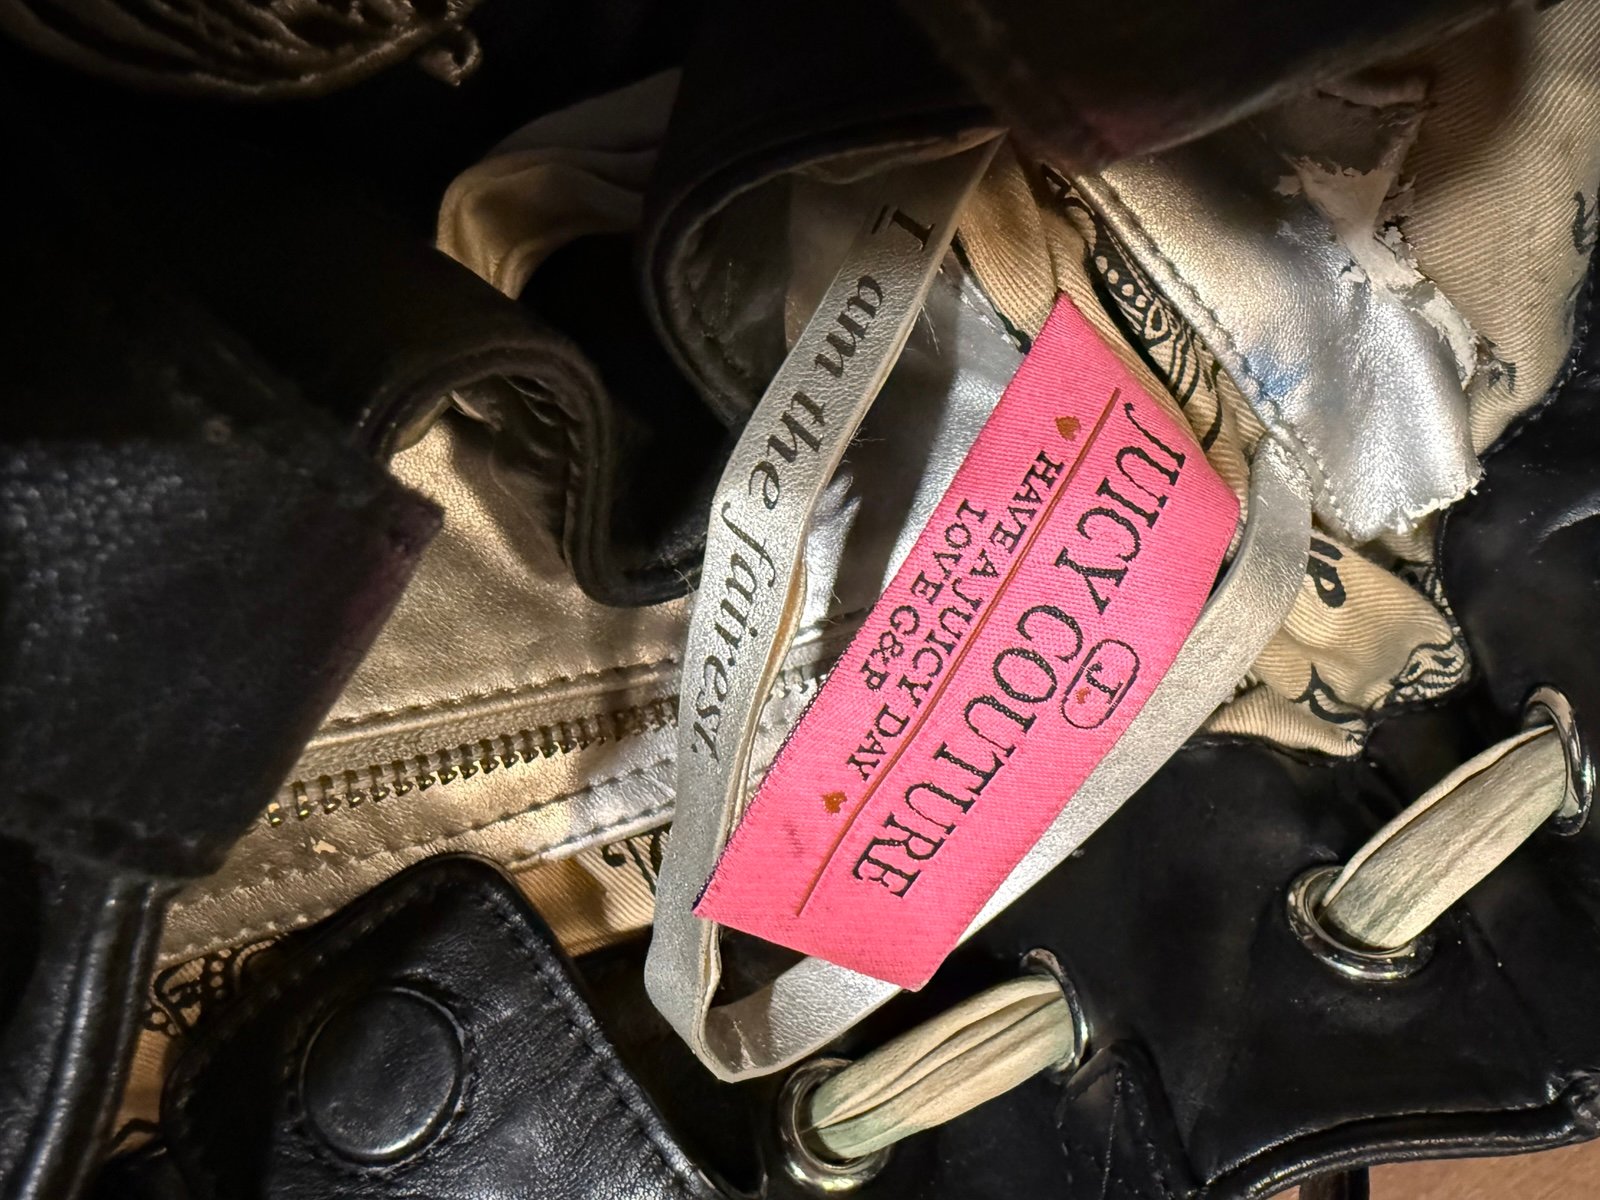 I am the fairest.
J
JUICY COUTURE
HAVE A JUICY DAY
LOVE G&P